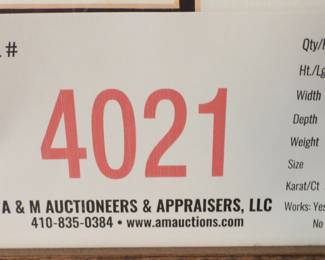 #
4021
A & M AUCTIONEERS & APPRAISERS, LLC
410-835-0384 • www.amauctions.com
Qty/
Ht./Lg
Width
Depth
Weight
Size
Karat/Ct
Works: Yes
No